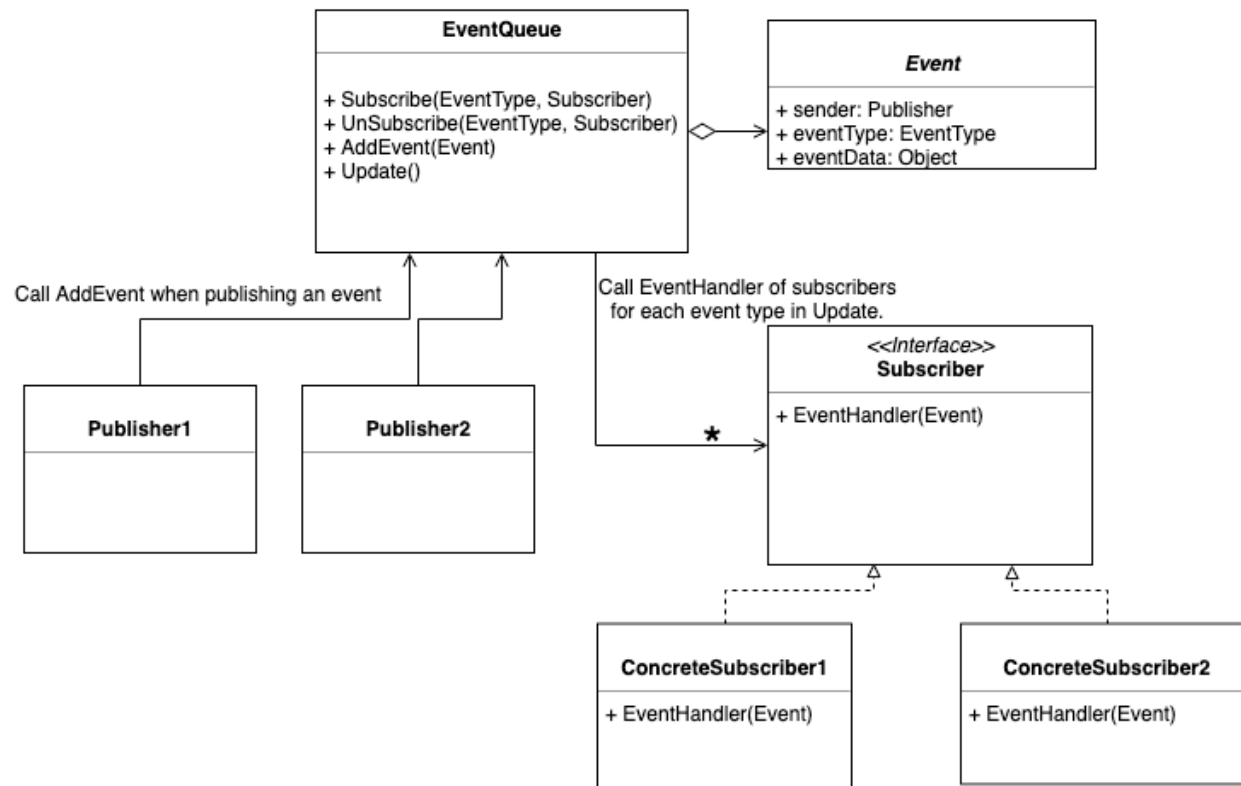 EventQueue
+ Subscribe(EventType, Subscriber)
+ UnSubscribe(EventType, Subscriber)
+ AddEvent(Event)
+ Update()
Event
+ sender: Publisher
+ eventType: EventType
+ eventData: Object
Call AddEvent when publishing an event
Call EventHandler of subscribers
for each event type in Update.
Publisher1
Publisher2
*
<<Interface>>
Subscriber
+ EventHandler(Event)
ConcreteSubscriber1
+ EventHandler(Event)
ConcreteSubscriber2
+ EventHandler(Event)